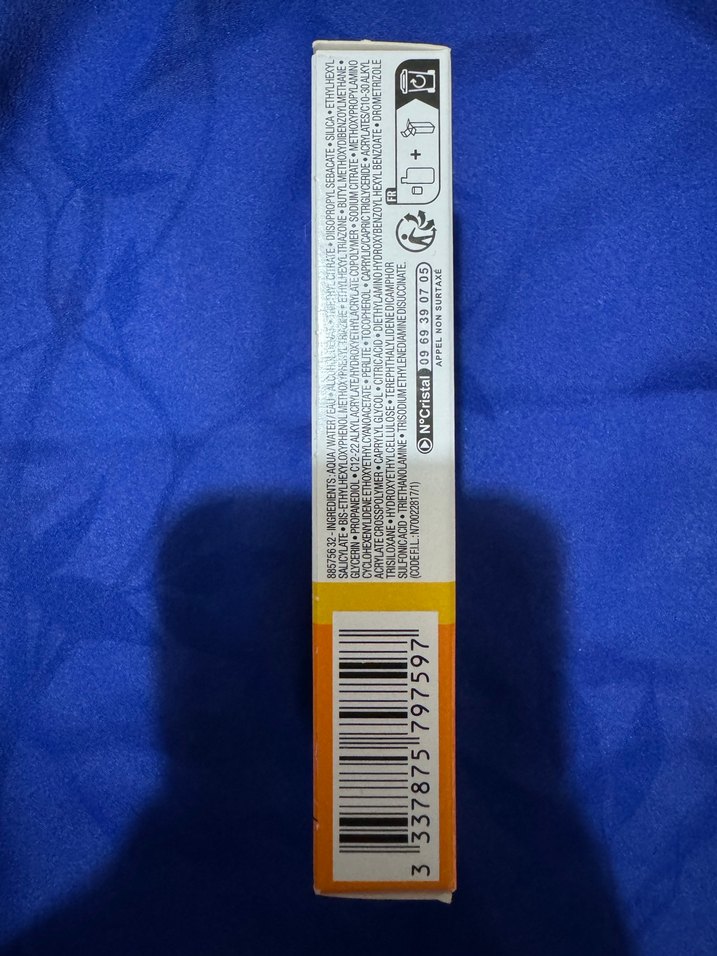 8857563 2 - INGREDIENTS: AQUA / WATER / EAU • ALCOHOL DENAT. • TRIETHYL CITRATE • DIISOPROPYL SEBACATE • SILICA • ETHYLHEXYL
SALICYLATE • BIS-ETHYLHEXYLOXYPHENOL METHOXYPHENYL TRIAZINE • ETHYLHEXYL TRIAZONE • BUTYL METHOXYDIBENZOYLMETHANE •
GLYCERIN • PROPANEDIOL • C12-22 ALKYL ACRYLATE/HYDROXYETHYLACRYLATE COPOLYMER • SODIUM CITRATE • METHOXYPROPYLAMINO
CYCLOHEXENYLIDENE ETHOXYETHYLCYANOACETATE • PERLITE • TOCOPHEROL • CAPRYLIC/CAPRIC TRIGLYCERIDE • ACRYLATES/C10-30 ALKYL
ACRYLATE CROSSPOLYMER • CAPRYLYL GLYCOL • CITRIC ACID • DIETHYLAMINO HYDROXYBENZOYL HEXYL BENZOATE • DROMETRIZOLE
TRISILOXANE • HYDROXYETHYLCELLULOSE • TEREPHTHALYLIDENE DICAMPHOR
SULFONIC ACID • TRIETHANOLAMINE • TRISODIUM ETHYLENEDIAMINE DISUCCINATE.
(CODE F.I.L.: N70022817/1)
N°Cristal 09 69 39 07 05
APPEL NON SURTAXÉ
FR
+
3 337875 797597